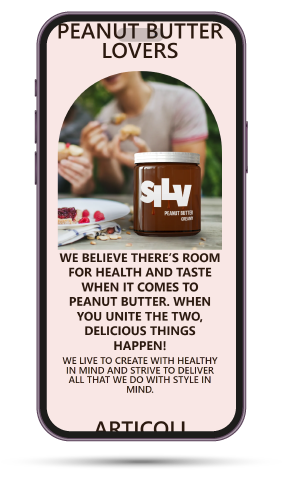 PEANUT BUTTER
LOVERS
SILV
PEANUT BUTTER
CREAMY
WE BELIEVE THERE'S ROOM
FOR HEALTH AND TASTE
WHEN IT COMES TO
PEANUT BUTTER. WHEN
YOU UNITE THE TWO,
DELICIOUS THINGS
HAPPEN!
WE LIVE TO CREATE WITH HEALTHY
IN MIND AND STRIVE TO DELIVER
ALL THAT WE DO WITH STYLE IN
MIND.
ARTICOLI